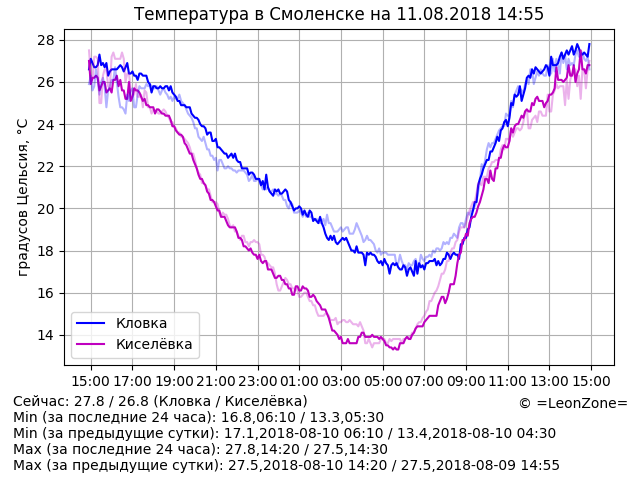 Температура в Смоленске на 11.08.2018 14:55
градусов Цельсия, °C
28
26
24
22
20
18
16
14
Кловка
Киселёвка
15:00 17:00 19:00 21:00 23:00 01:00 03:00 05:00 07:00 09:00 11:00 13:00 15:00
Сейчас: 27.8 / 26.8 (Кловка / Киселёвка)
© =LeonZone=
Min (за последние 24 часа): 16.8,06:10 / 13.3,05:30
Min (за предыдущие сутки): 17.1,2018-08-10 06:10 / 13.4,2018-08-10 04:30
Max (за последние 24 часа): 27.8,14:20 / 27.5,14:30
Max (за предыдущие сутки): 27.5,2018-08-10 14:20 / 27.5,2018-08-09 14:55